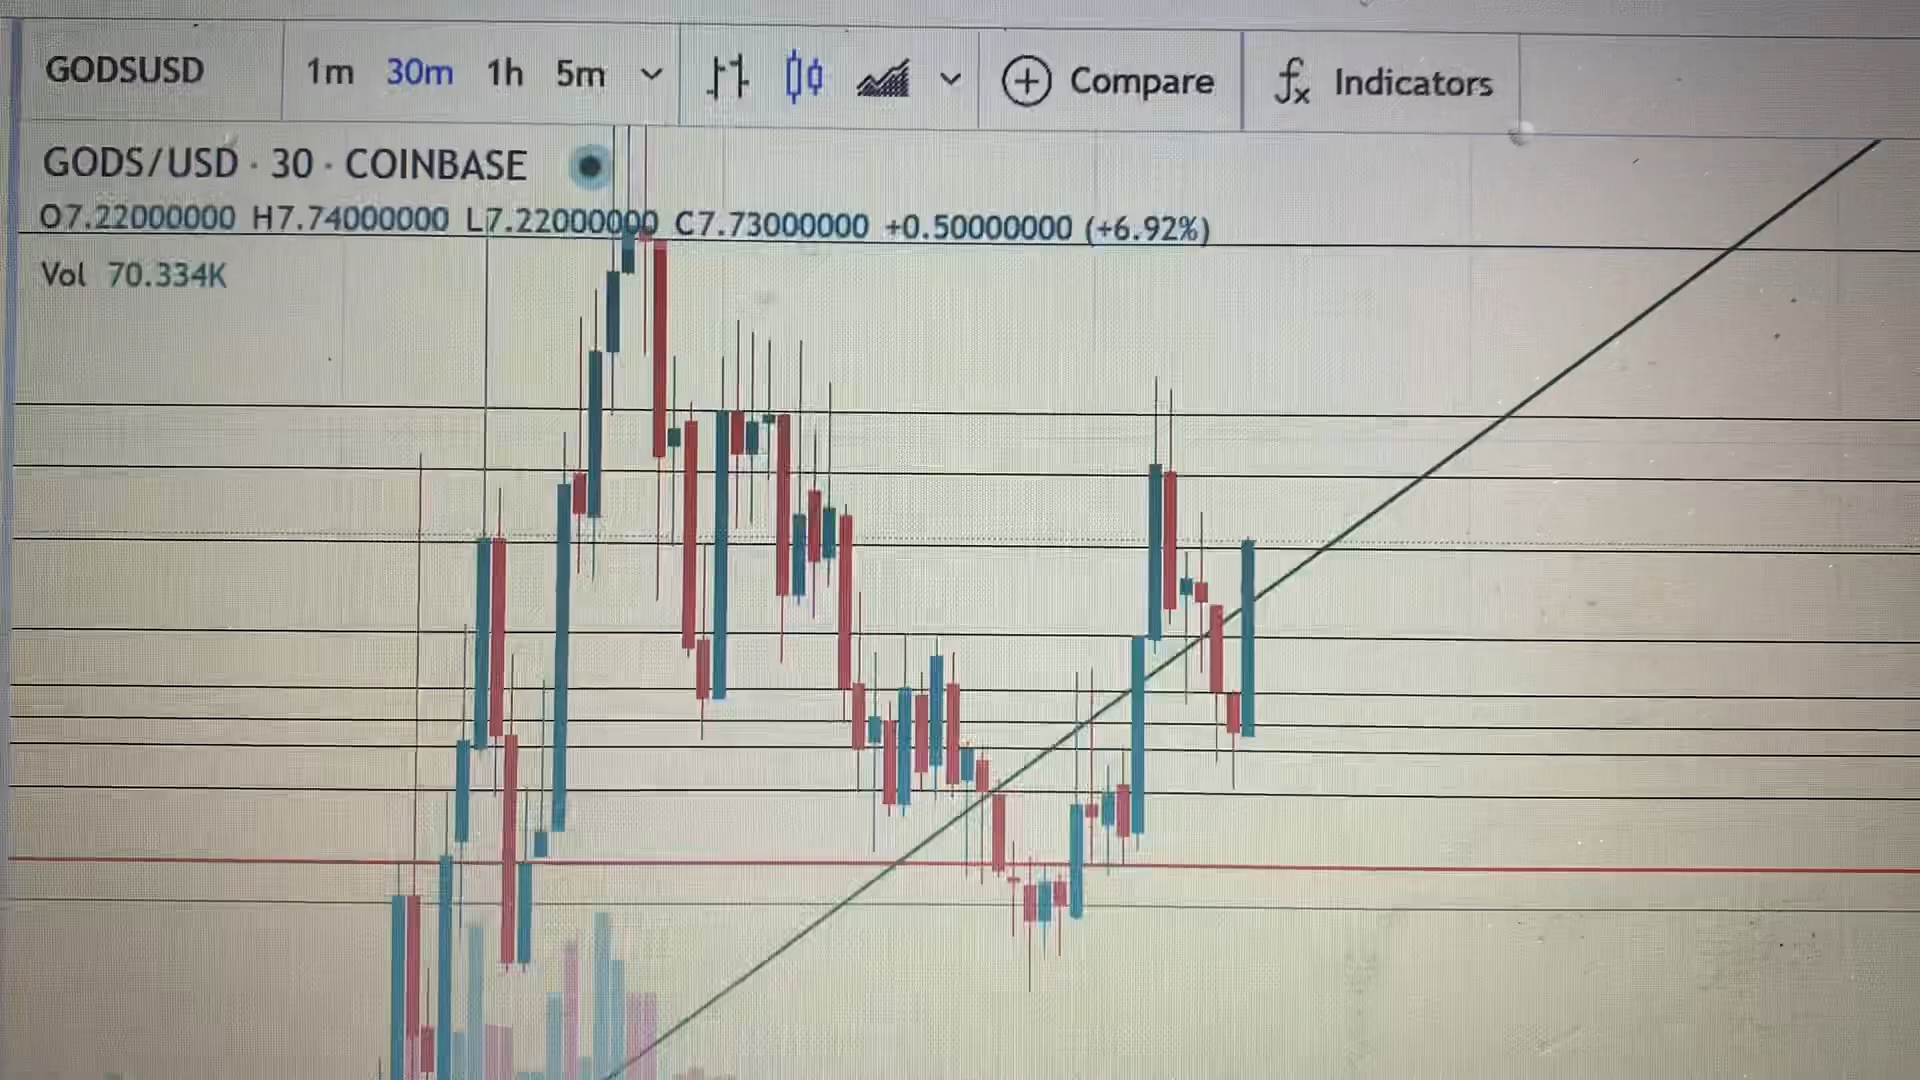 GODSUSD 1m 30m 1h 5m Compare fx Indicators
GODS/USD · 30 · COINBASE
O7.22000000 H7.74000000 L7.22000000 C7.73000000 +0.50000000 (+6.92%)
Vol 70.334K